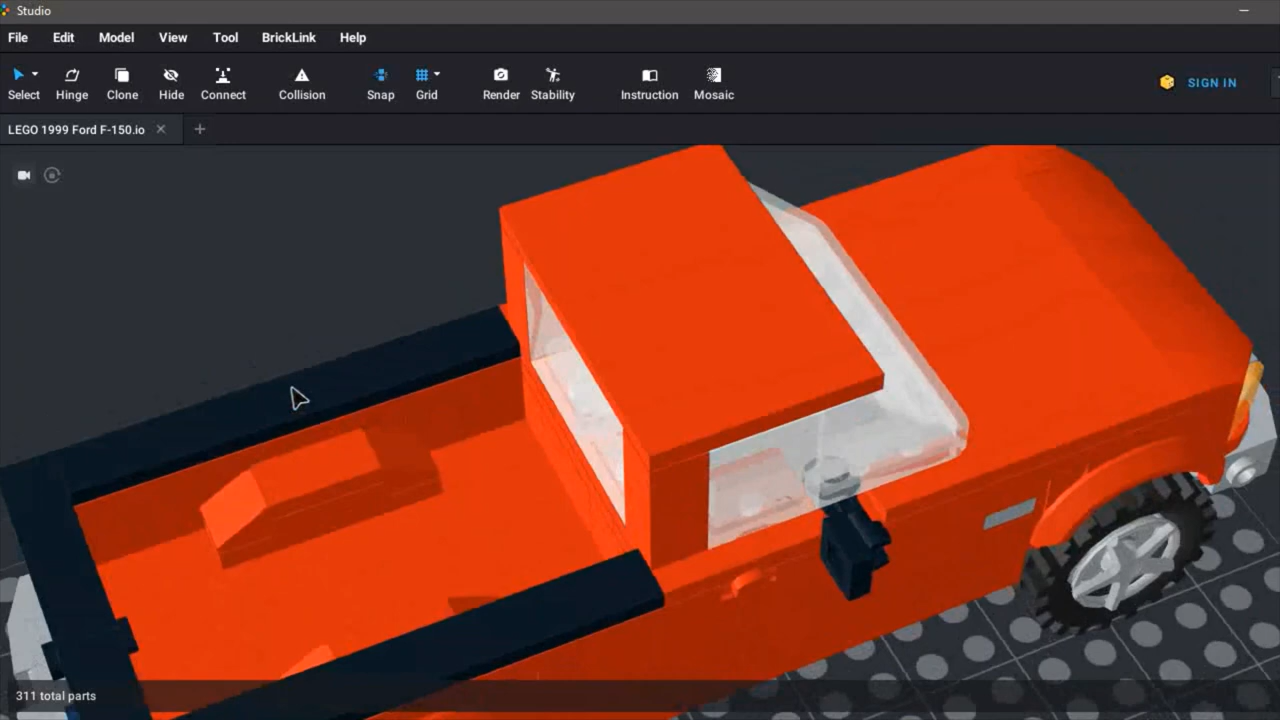 Studio
File Edit Model View Tool BrickLink Help
Select Hinge Clone Hide Connect Collision Snap Grid Render Stability Instruction Mosaic SIGN IN
LEGO 1999 Ford F-150.io
311 total parts